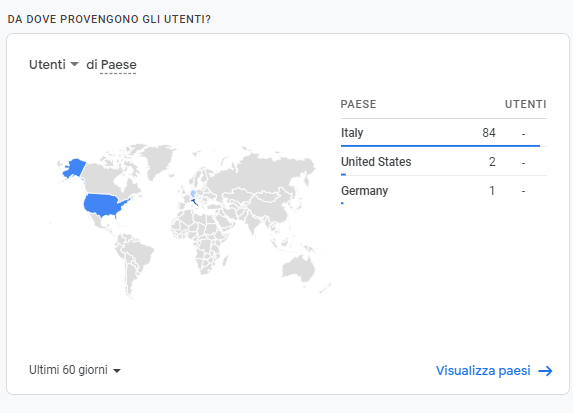 DA DOVE PROVENGONO GLI UTENTI?
Utenti di Paese
PAESE UTENTI
Italy 84 -
United States 2 -
Germany 1 -
Ultimi 60 giorni Visualizza paesi